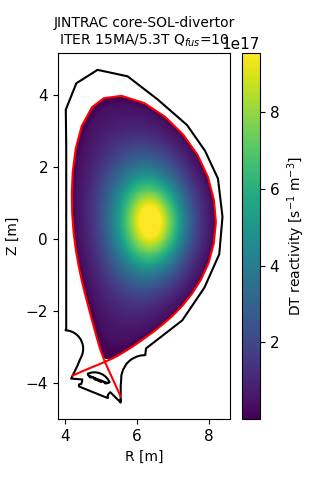 JINTRAC core-SOL-divertor
ITER 15MA/5.3T Qfus=10
1e17
4
2
0
−2
−4
Z [m]
4
6
8
R [m]
8
6
4
2
DT reactivity [s−1 m−3]